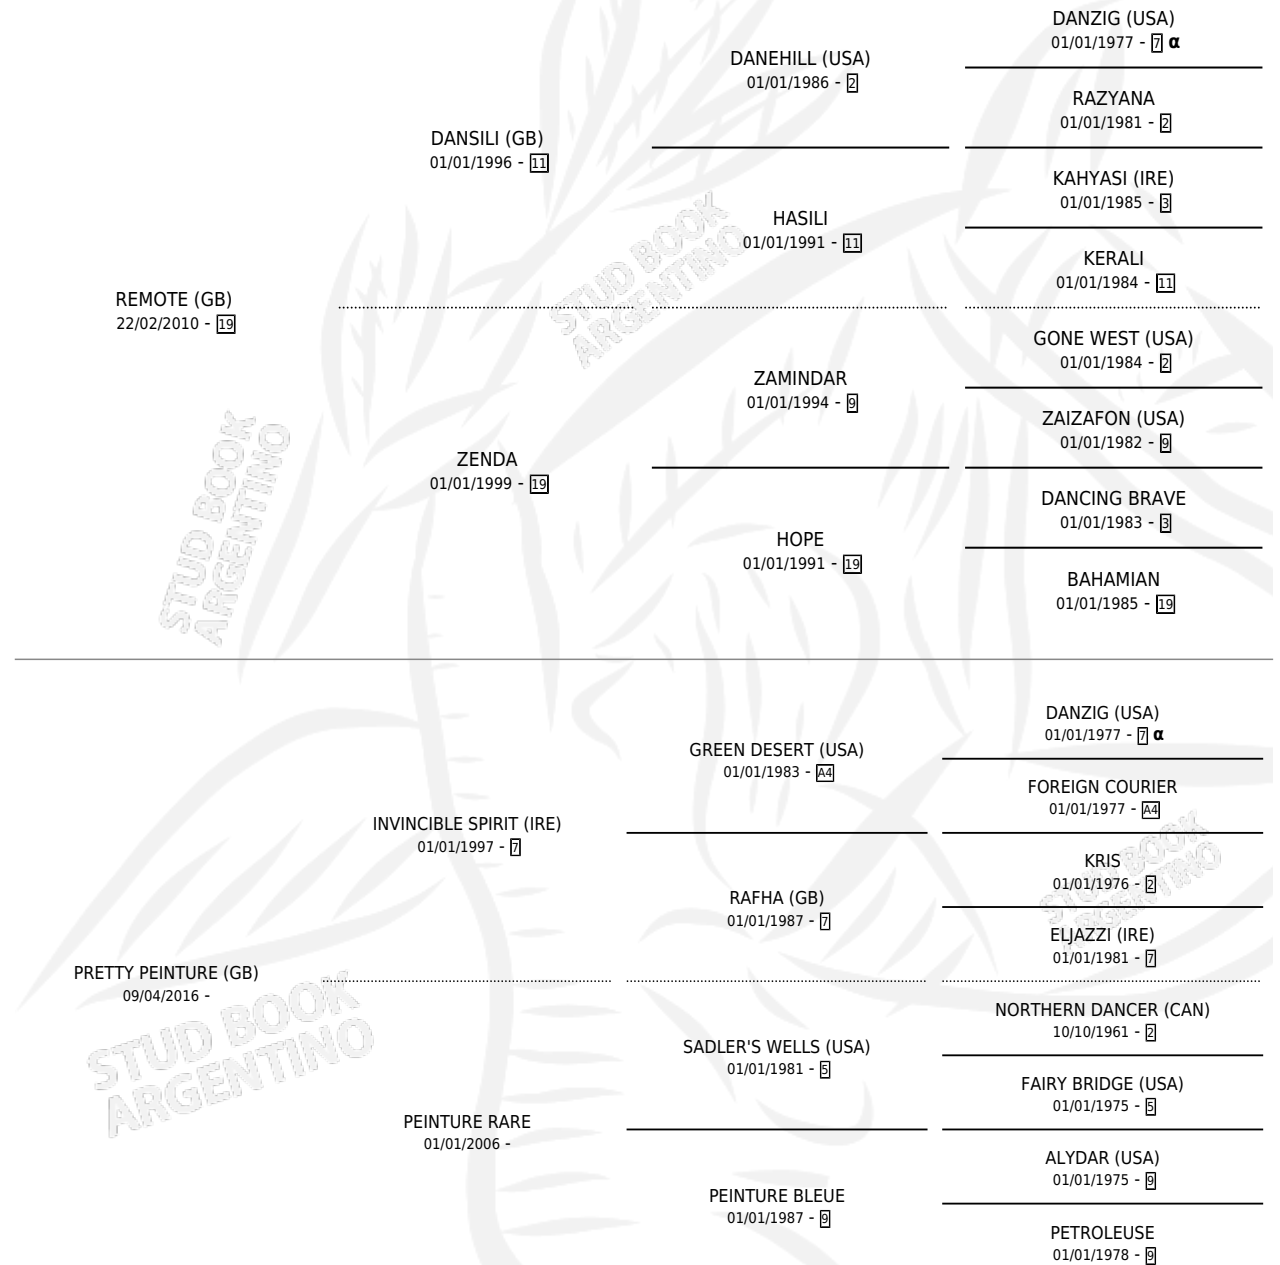 DANZIG (USA)
01/01/1977 - 7 α
DANEHILL (USA)
01/01/1986 - 2
RAZYANA
01/01/1981 - 2
DANSILI (GB)
01/01/1996 - 11
KAHYASI (IRE)
01/01/1985 - 3
HASILI
01/01/1991 - 11
KERALI
01/01/1984 - 11
REMOTE (GB)
22/02/2010 - 19
GONE WEST (USA)
01/01/1984 - 2
ZAMINDAR
01/01/1994 - 9
ZAIZAFON (USA)
01/01/1982 - 9
ZENDA
01/01/1999 - 19
DANCING BRAVE
01/01/1983 - 3
HOPE
01/01/1991 - 19
BAHAMIAN
01/01/1985 - 19
STUD BOOK
ARGENTINO
STUD BOOK
ARGENTINO
DANZIG (USA)
01/01/1977 - 7 α
GREEN DESERT (USA)
01/01/1983 - A4
FOREIGN COURIER
01/01/1977 - A4
INVINCIBLE SPIRIT (IRE)
01/01/1997 - 7
KRIS
01/01/1976 - 2
RAFHA (GB)
01/01/1987 - 7
ELJAZZI (IRE)
01/01/1981 - 7
PRETTY PEINTURE (GB)
09/04/2016 -
NORTHERN DANCER (CAN)
10/10/1961 - 2
SADLER'S WELLS (USA)
01/01/1981 - 5
FAIRY BRIDGE (USA)
01/01/1975 - 5
PEINTURE RARE
01/01/2006 -
ALYDAR (USA)
01/01/1975 - 9
PEINTURE BLEUE
01/01/1987 - 9
PETROLEUSE
01/01/1978 - 9
STUD BOOK
ARGENTINO
STUD BOOK
ARGENTINO